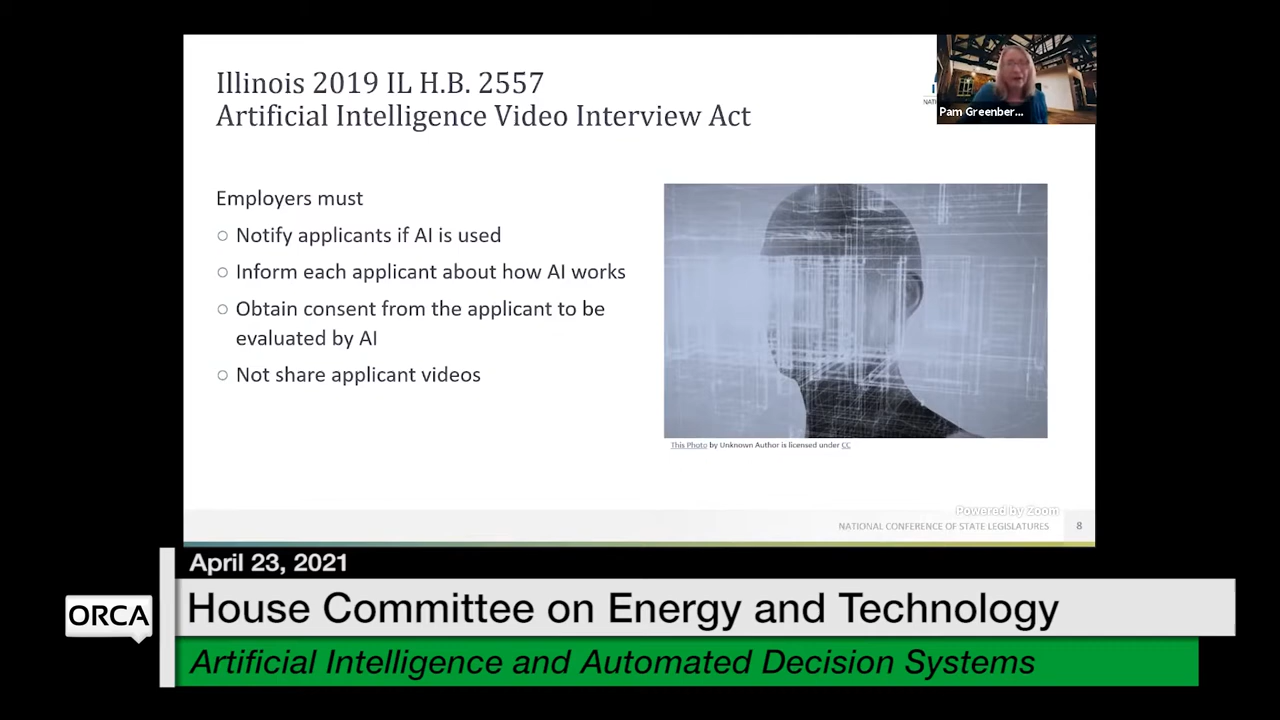 Illinois 2019 IL H.B. 2557
Artificial Intelligence Video Interview Act
Pam Greenber...
Employers must
Notify applicants if AI is used
Inform each applicant about how AI works
Obtain consent from the applicant to be
evaluated by AI
Not share applicant videos
This Photo by Unknown Author is licensed under CC
Powered by Zoom
NATIONAL CONFERENCE OF STATE LEGISLATURES 8
April 23, 2021
ORCA
House Committee on Energy and Technology
Artificial Intelligence and Automated Decision Systems